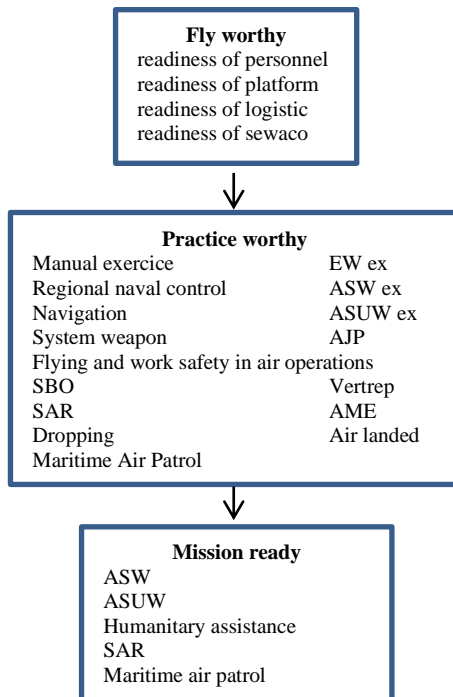 Fly worthy
readiness of personnel
readiness of platform
readiness of logistic
readiness of sewaco
Practice worthy
Manual exercice EW ex
Regional naval control ASW ex
Navigation ASUW ex
System weapon AJP
Flying and work safety in air operations
SBO Vertrep
SAR AME
Dropping Air landed
Maritime Air Patrol
Mission ready
ASW
ASUW
Humanitary assistance
SAR
Maritime air patrol